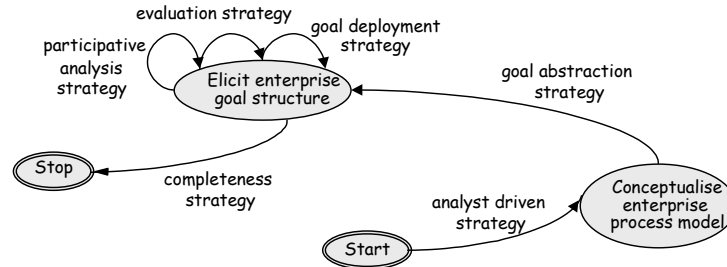 evaluation strategy
participative
analysis
strategy
goal deployment
strategy
Elicit enterprise
goal structure
goal abstraction
strategy
Stop
completeness
strategy
analyst driven
strategy
Conceptualise
enterprise
process model
Start